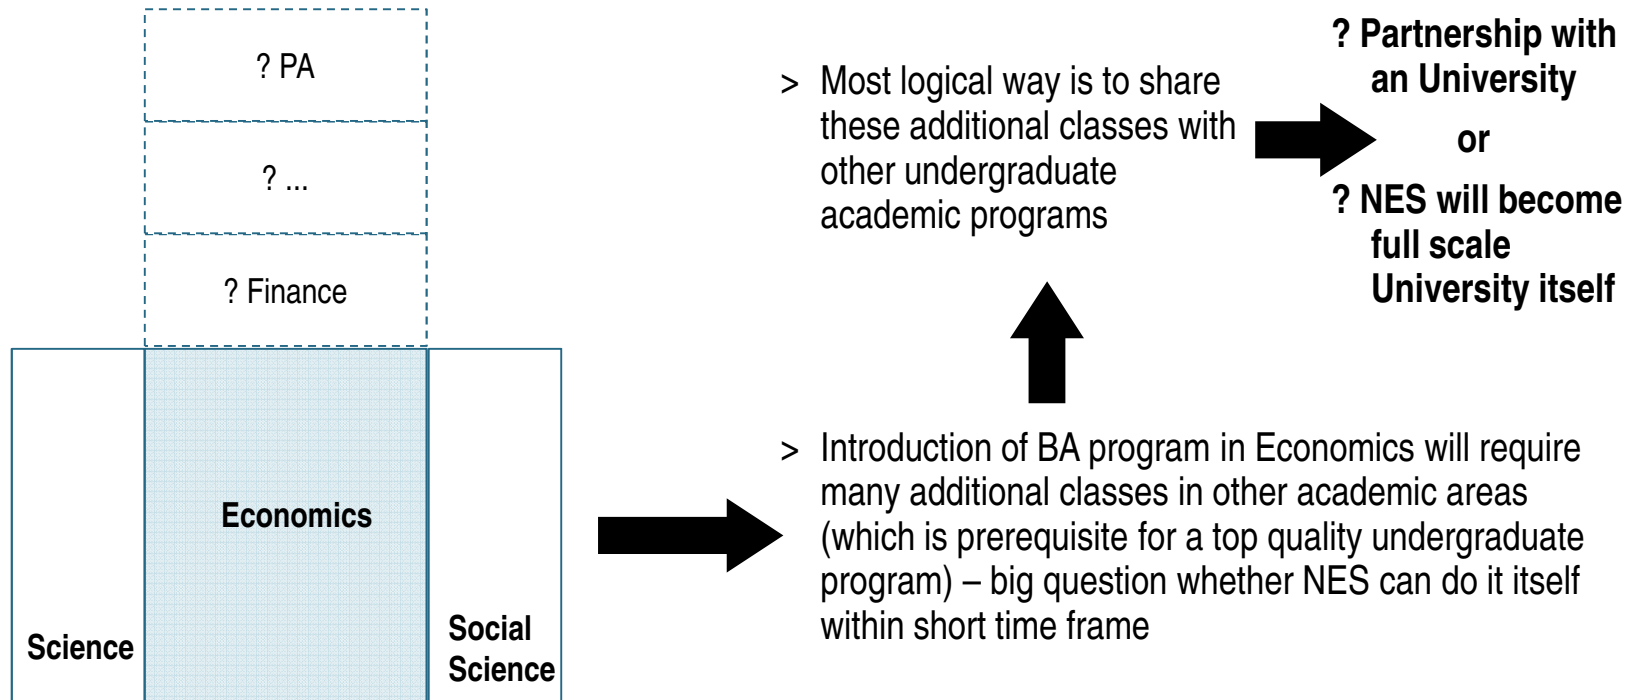 ? PA
? ...
? Finance
Economics
Science
Social
Science
> Most logical way is to share
these additional classes with
other undergraduate
academic programs
? Partnership with
an University
or
? NES will become
full scale
University itself
> Introduction of BA program in Economics will require
many additional classes in other academic areas
(which is prerequisite for a top quality undergraduate
program) – big question whether NES can do it itself
within short time frame